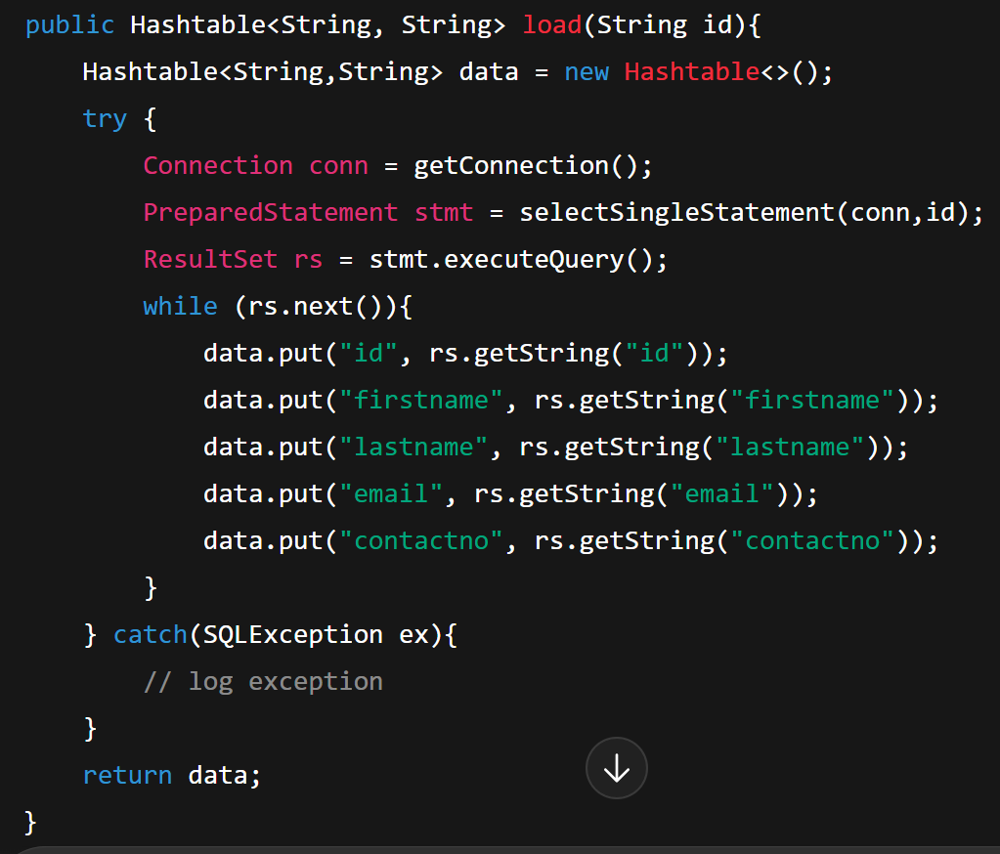 public Hashtable<String, String> load(String id){
    Hashtable<String,String> data = new Hashtable<>();
    try {
        Connection conn = getConnection();
        PreparedStatement stmt = selectSingleStatement(conn,id);
        ResultSet rs = stmt.executeQuery();
        while (rs.next()){
            data.put("id", rs.getString("id"));
            data.put("firstname", rs.getString("firstname"));
            data.put("lastname", rs.getString("lastname"));
            data.put("email", rs.getString("email"));
            data.put("contactno", rs.getString("contactno"));
        }
    } catch(SQLException ex){
        // log exception
    }
    return data;
}